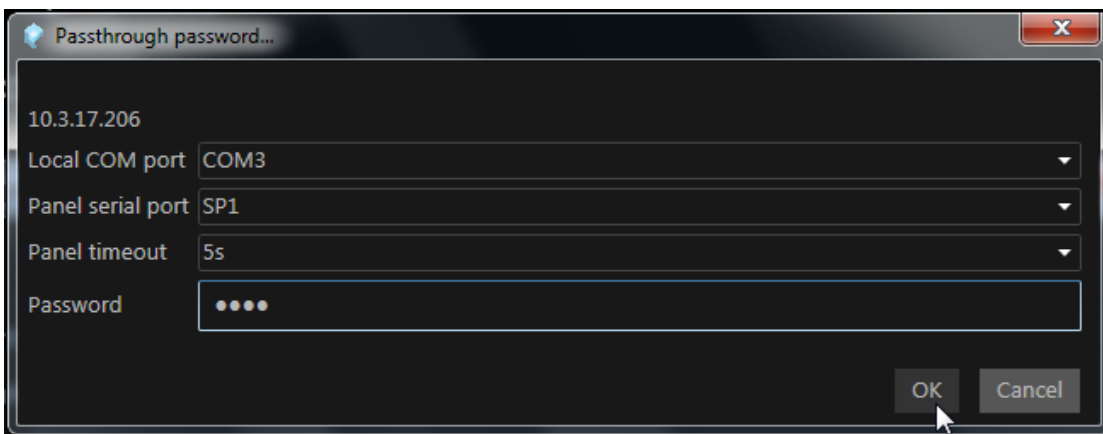 Passthrough password...
10.3.17.206
Local COM port COM3
Panel serial port SP1
Panel timeout 5s
Password ●●●●
OK Cancel